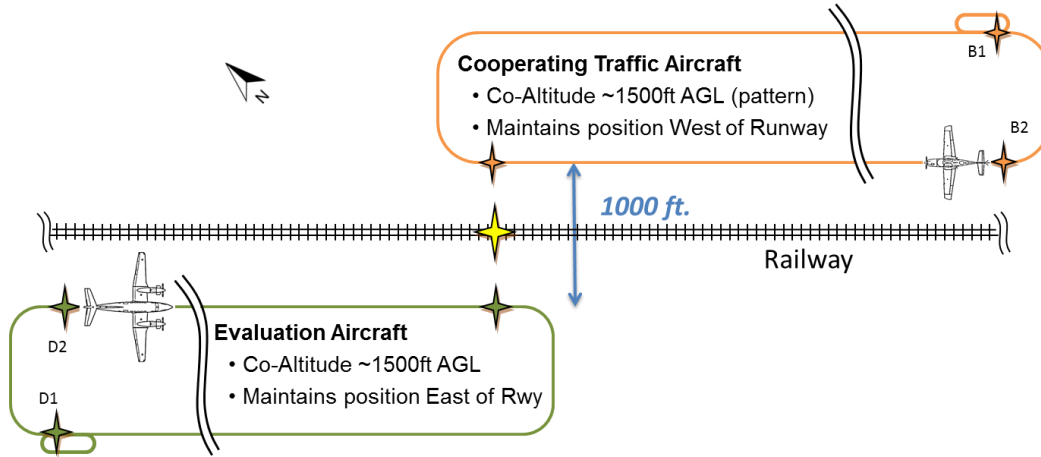 B1
Cooperating Traffic Aircraft
• Co-Altitude ~1500ft AGL (pattern)
• Maintains position West of Runway
N
B2
1000 ft.
Railway
D2
Evaluation Aircraft
• Co-Altitude ~1500ft AGL
• Maintains position East of Rwy
D1